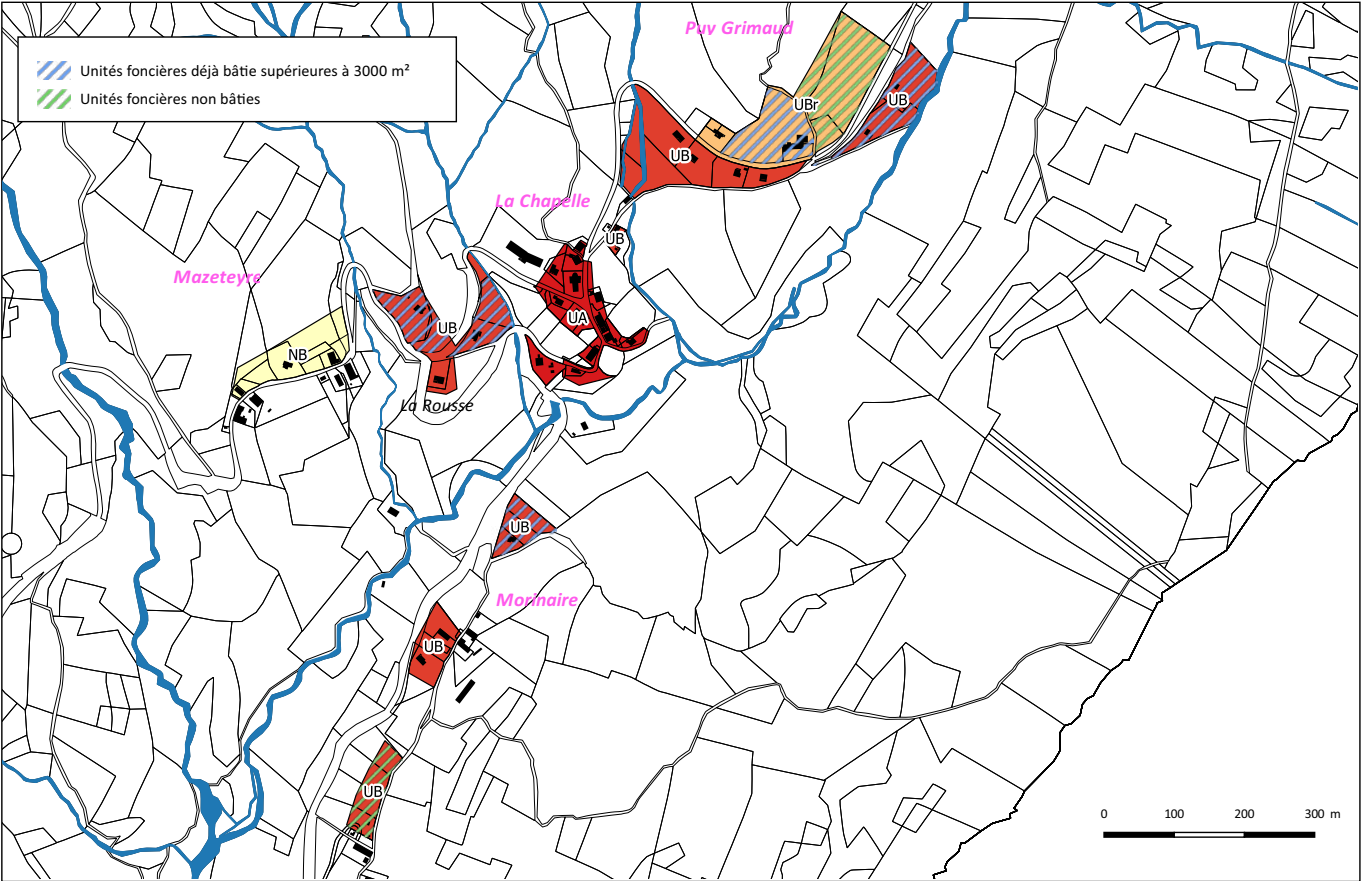 Puy Grimaud
Unités foncières déjà bâtie supérieures à 3000 m²
Unités foncières non bâties
UBr
UB
UB
La Chapelle
UB
Mazeteyre
UA
UB
NB
La Rousse
UB
Morinaire
UB
UB
0 100 200 300 m